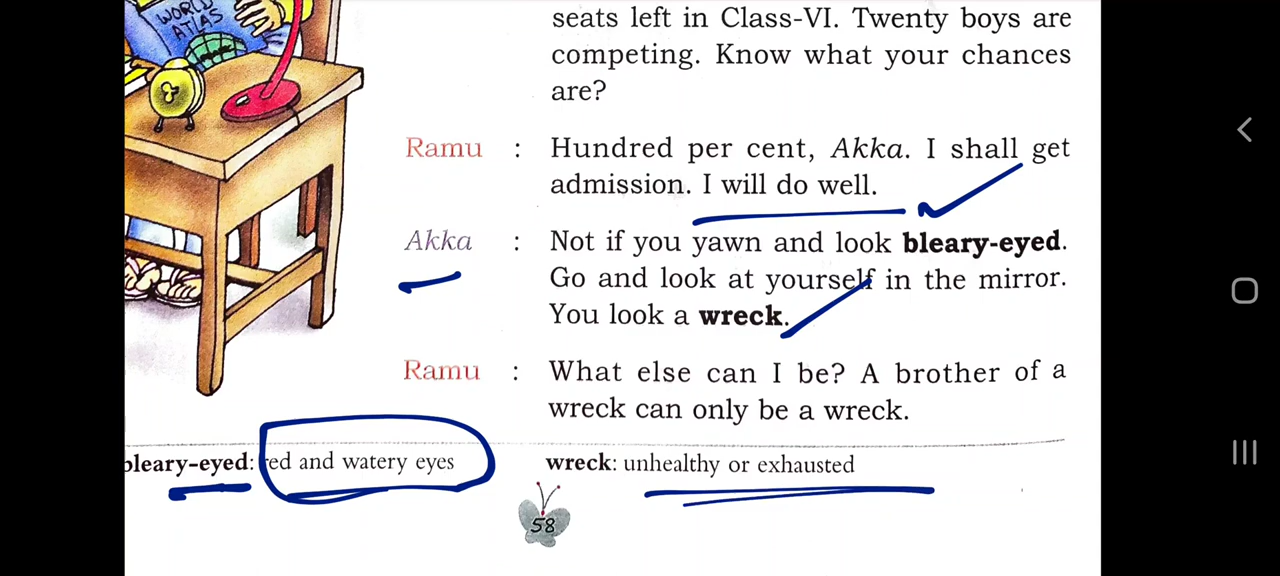 WORLD
ATLAS
seats left in Class-VI. Twenty boys are
competing. Know what your chances
are?
Ramu : Hundred per cent, Akka. I shall get
admission. I will do well.
Akka : Not if you yawn and look bleary-eyed.
Go and look at yourself in the mirror.
You look a wreck.
Ramu : What else can I be? A brother of a
wreck can only be a wreck.
bleary-eyed: red and watery eyes wreck: unhealthy or exhausted
58